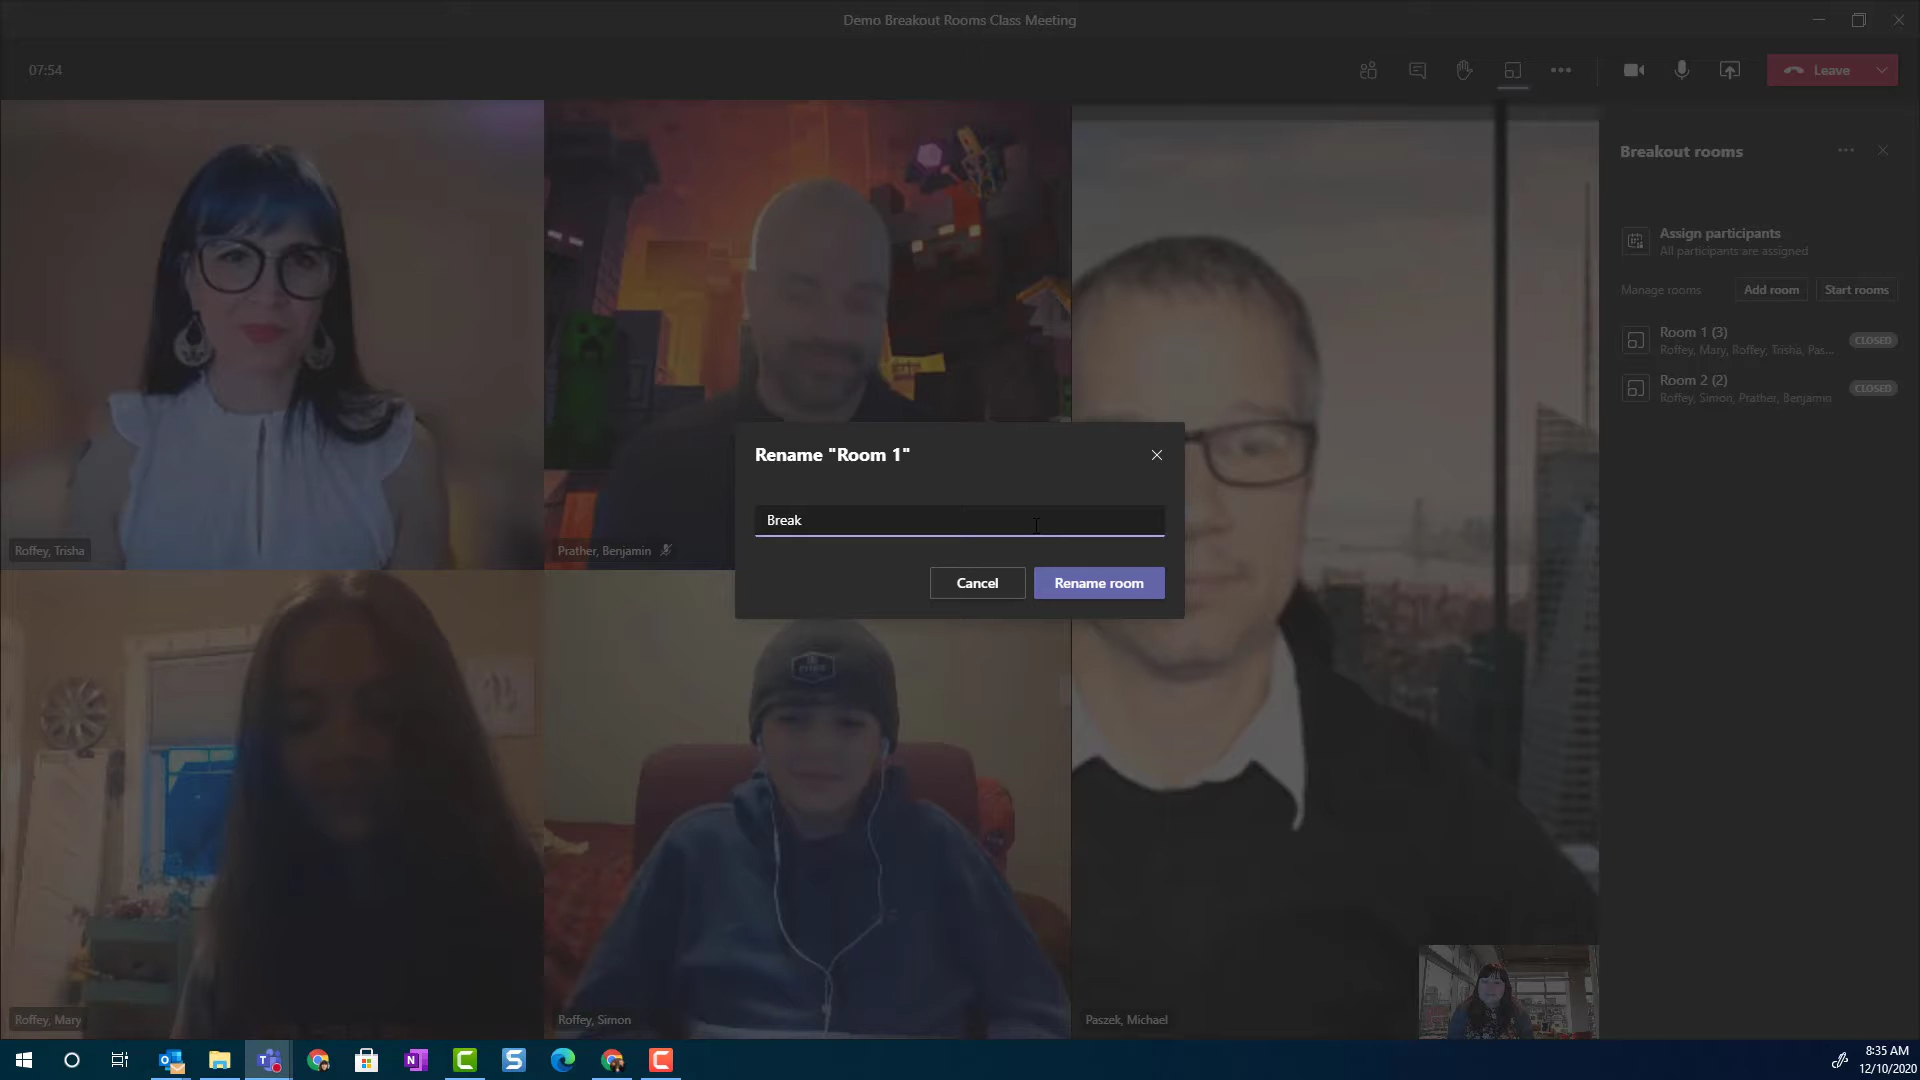 Demo Breakout Rooms Class Meeting
07:54
Leave
Breakout rooms
Assign participants
All participants are assigned
Manage rooms
Add room
Start rooms
Room 1 (3)
Roffey, Mary, Roffey, Trisha, Pas...
CLOSED
Room 2 (2)
Roffey, Simon, Prather, Benjamin
CLOSED
Rename "Room 1"
Break
Cancel
Rename room
Roffey, Trisha
Prather, Benjamin
Roffey, Mary
Roffey, Simon
Paszek, Michael
8:35 AM
12/10/2020